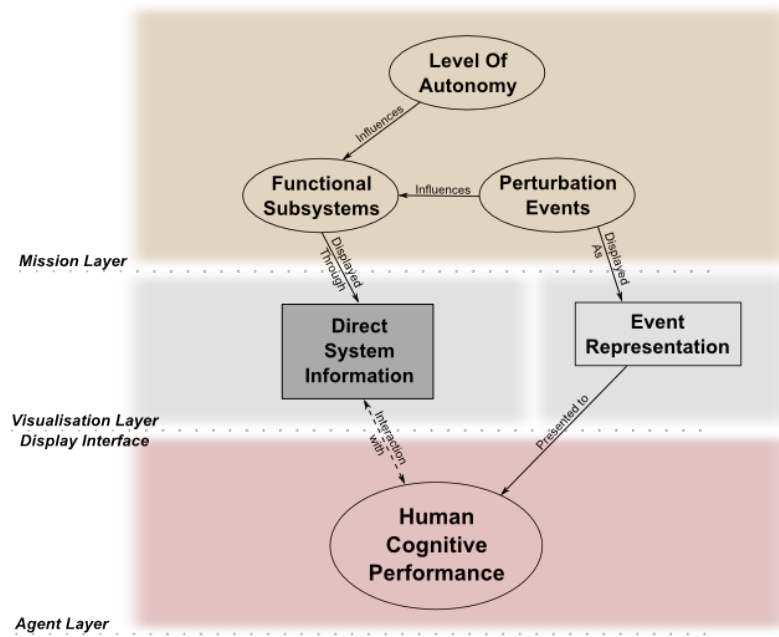 Level Of
Autonomy
Influences
Functional
Subsystems
Influences
Perturbation
Events
Displayed
Through
Displayed
As
Mission Layer
Direct
System
Information
Event
Representation
Visualisation Layer
Display Interface
Interaction
with
Presented to
Human
Cognitive
Performance
Agent Layer